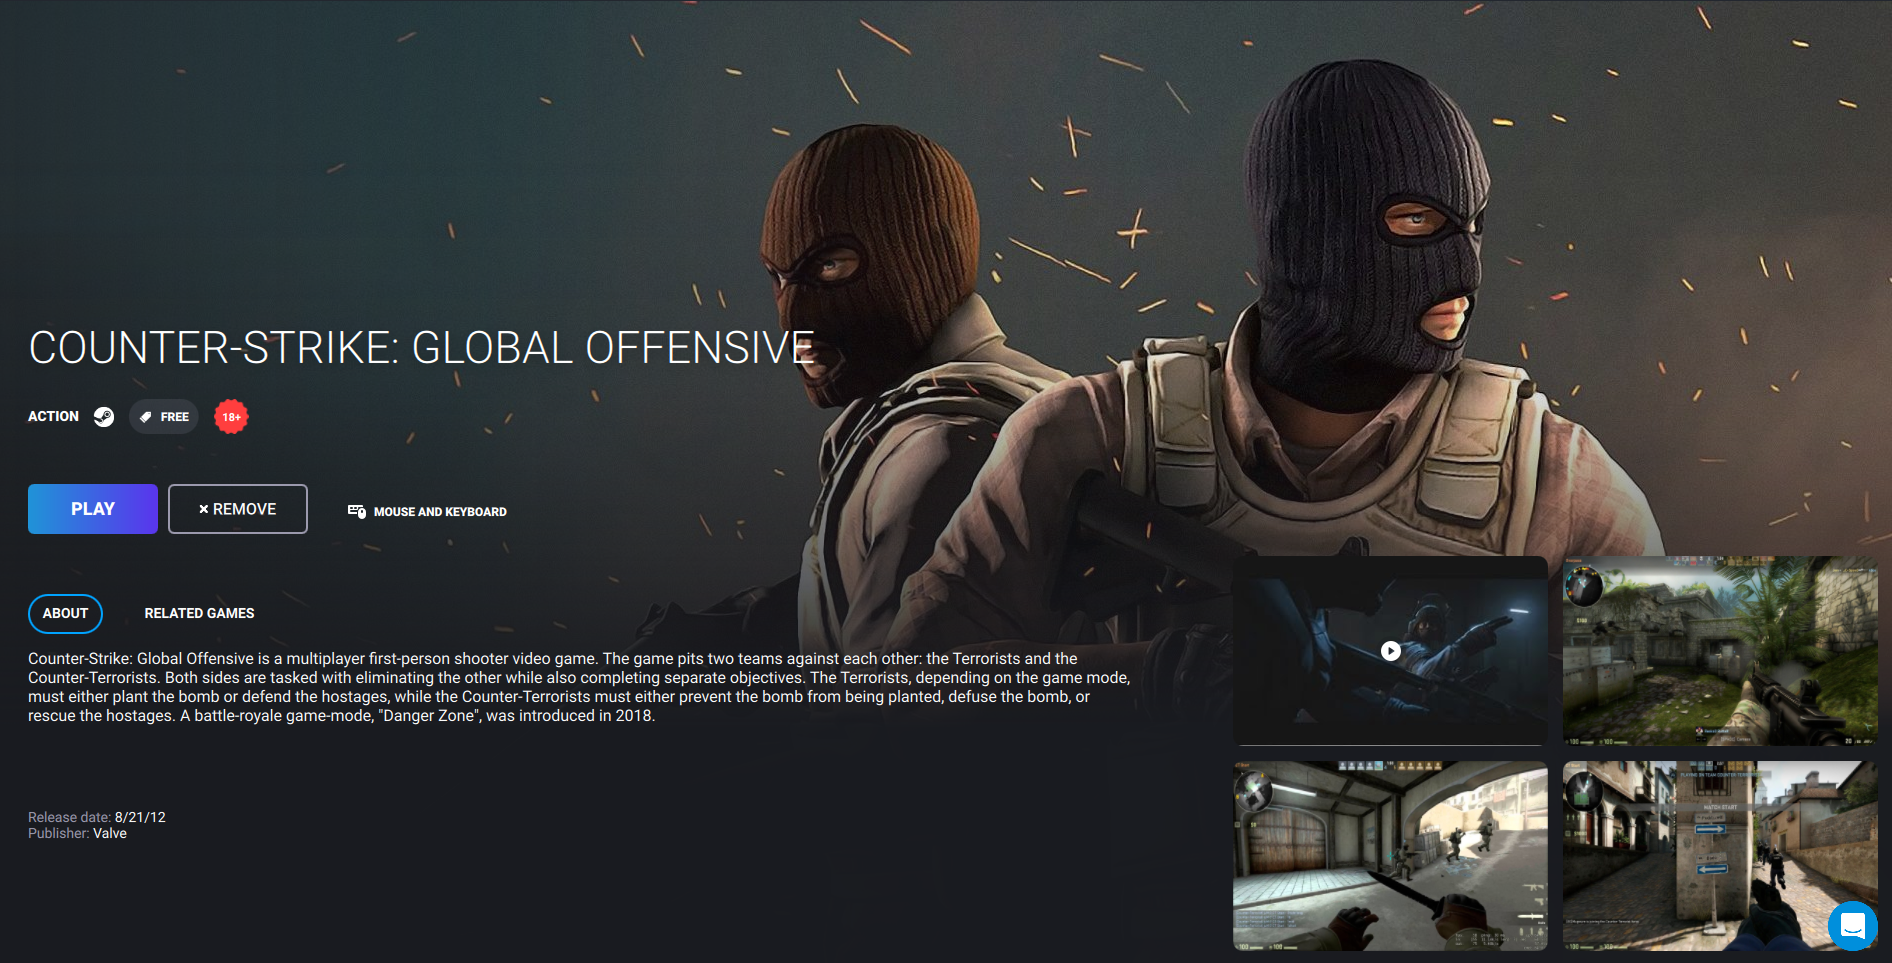 COUNTER-STRIKE: GLOBAL OFFENSIVE
ACTION FREE 18+
PLAY × REMOVE MOUSE AND KEYBOARD
ABOUT RELATED GAMES
Counter-Strike: Global Offensive is a multiplayer first-person shooter video game. The game pits two teams against each other: the Terrorists and the
Counter-Terrorists. Both sides are tasked with eliminating the other while also completing separate objectives. The Terrorists, depending on the game mode,
must either plant the bomb or defend the hostages, while the Counter-Terrorists must either prevent the bomb from being planted, defuse the bomb, or
rescue the hostages. A battle-royale game-mode, "Danger Zone", was introduced in 2018.
MATCH START
Release date: 8/21/12
Publisher: Valve